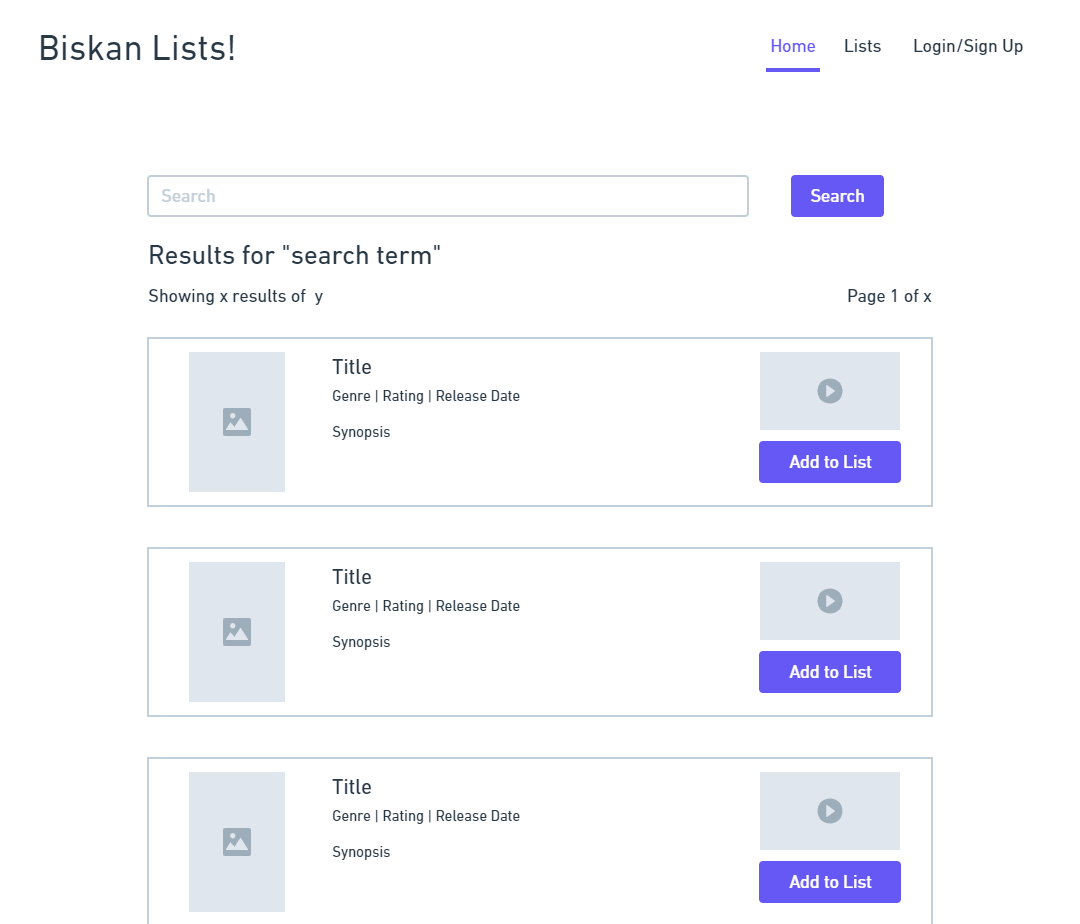 Biskan Lists!
Home Lists Login/Sign Up
Search Search
Results for "search term"
Showing x results of  y Page 1 of x
Title
Genre | Rating | Release Date
Synopsis
Add to List
Title
Genre | Rating | Release Date
Synopsis
Add to List
Title
Genre | Rating | Release Date
Synopsis
Add to List